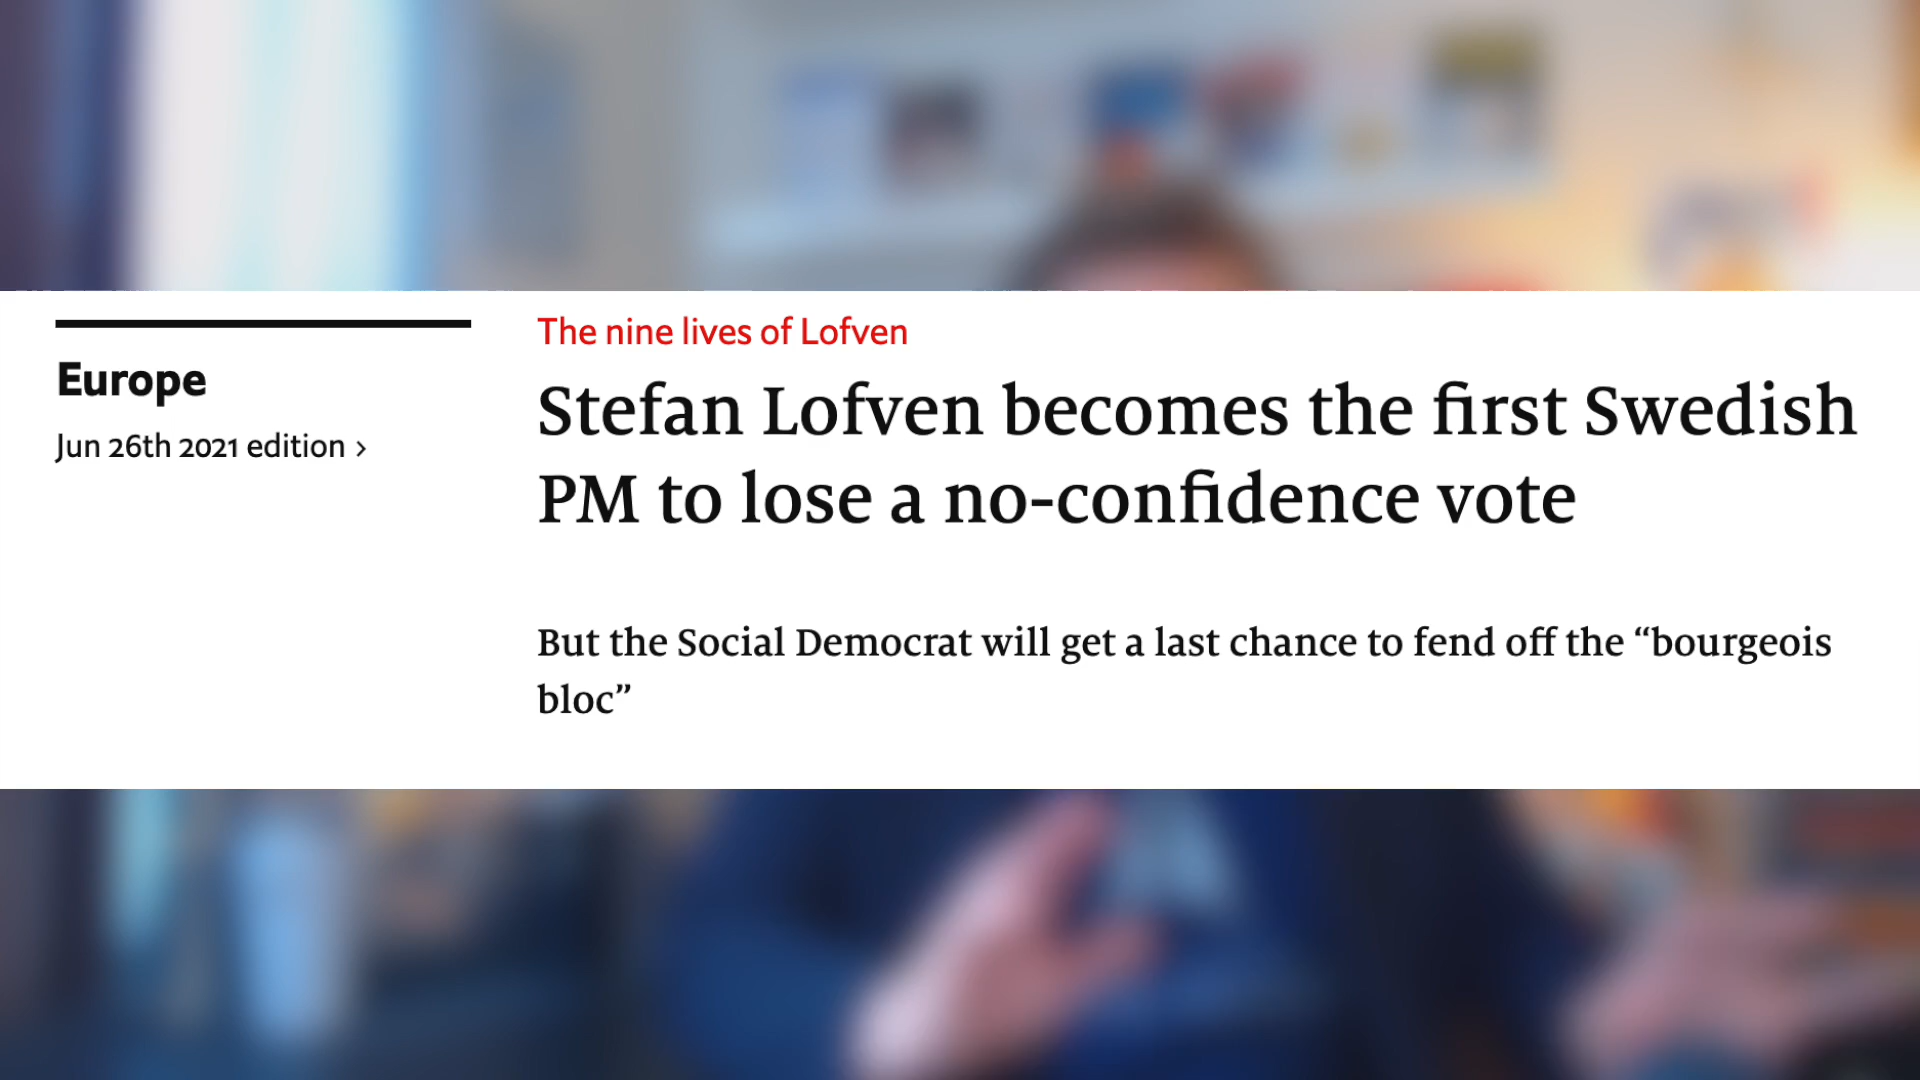 Europe
Jun 26th 2021 edition >
The nine lives of Lofven
Stefan Lofven becomes the first Swedish
PM to lose a no-confidence vote
But the Social Democrat will get a last chance to fend off the “bourgeois
bloc”